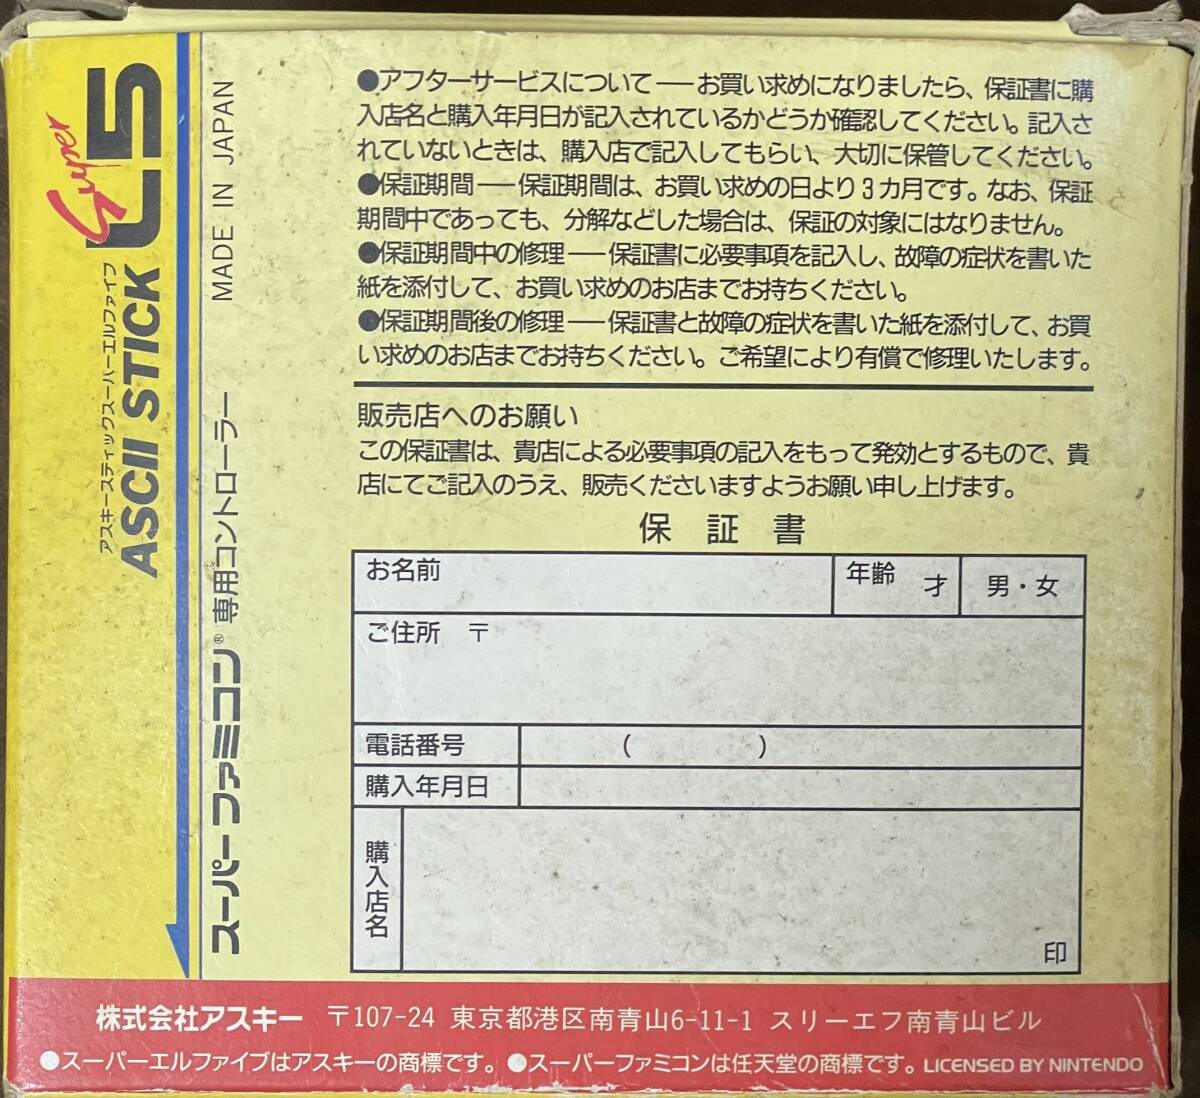 アスキースティックスーパーエルファイブ
ASCII STICK Super L5
スーパーファミコン®専用コントローラー MADE IN JAPAN
●アフターサービスについて――お買い求めになりましたら、保証書に購
入店名と購入年月日が記入されているかどうか確認してください。記入さ
れていないときは、購入店で記入してもらい、大切に保管してください。
●保証期間――保証期間は、お買い求めの日より3カ月です。なお、保証
期間中であっても、分解などした場合は、保証の対象にはなりません。
●保証期間中の修理――保証書に必要事項を記入し、故障の症状を書いた
紙を添付して、お買い求めのお店までお持ちください。
●保証期間後の修理――保証書と故障の症状を書いた紙を添付して、お買
い求めのお店までお持ちください。ご希望により有償で修理いたします。
販売店へのお願い
この保証書は、貴店による必要事項の記入をもって発効とするもので、貴
店にてご記入のうえ、販売くださいますようお願い申し上げます。
保証書
お名前 年齢 才 男・女
ご住所 〒
電話番号 ( )
購入年月日
購入店名
印
株式会社アスキー 〒107-24 東京都港区南青山6-11-1 スリーエフ南青山ビル
●スーパーエルファイブはアスキーの商標です。●スーパーファミコンは任天堂の商標です。LICENSED BY NINTENDO